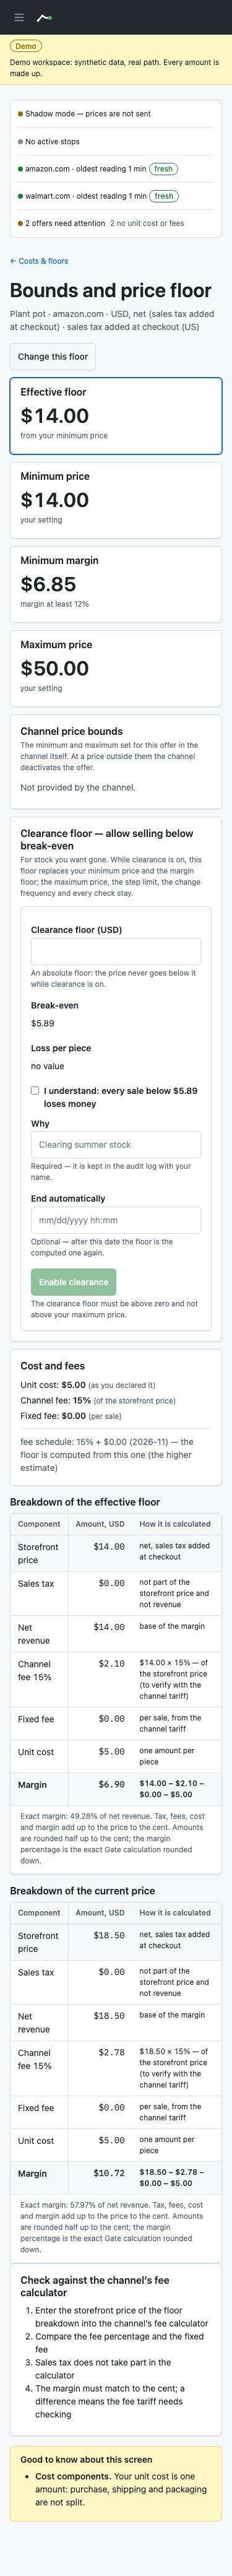 Demo
Demo workspace: synthetic data, real path. Every amount is
made up.
Shadow mode — prices are not sent
No active stops
amazon.com · oldest reading 1 min fresh
walmart.com · oldest reading 1 min fresh
2 offers need attention 2 no unit cost or fees
← Costs & floors
Bounds and price floor
Plant pot · amazon.com · USD, net (sales tax added
at checkout) · sales tax added at checkout (US)
Change this floor
Effective floor
$14.00
from your minimum price
Minimum price
$14.00
your setting
Minimum margin
$6.85
margin at least 12%
Maximum price
$50.00
your setting
Channel price bounds
The minimum and maximum set for this offer in the
channel itself. At a price outside them the channel
deactivates the offer.
Not provided by the channel.
Clearance floor — allow selling below
break-even
For stock you want gone. While clearance is on, this
floor replaces your minimum price and the margin
floor; the maximum price, the step limit, the change
frequency and every check stay.
Clearance floor (USD)
An absolute floor: the price never goes below it
while clearance is on.
Break-even
$5.89
Loss per piece
no value
I understand: every sale below $5.89
loses money
Why
Clearing summer stock
Required — it is kept in the audit log with your
name.
End automatically
mm/dd/yyyy hh:mm
Optional — after this date the floor is the
computed one again.
Enable clearance
The clearance floor must be above zero and not
above your maximum price.
Cost and fees
Unit cost: $5.00 (as you declared it)
Channel fee: 15% (of the storefront price)
Fixed fee: $0.00 (per sale)
fee schedule: 15% + $0.00 (2026-11) — the
floor is computed from this one (the higher
estimate)
Breakdown of the effective floor
Component Amount, USD How it is calculated
Storefront price $14.00 net, sales tax added at checkout
Sales tax $0.00 not part of the storefront price and not revenue
Net revenue $14.00 base of the margin
Channel fee 15% $2.10 $14.00 × 15% — of the storefront price (to verify with the channel tariff)
Fixed fee $0.00 per sale, from the channel tariff
Unit cost $5.00 one amount per piece
Margin $6.90 $14.00 − $2.10 − $0.00 − $5.00
Exact margin: 49.28% of net revenue. Tax, fees, cost
and margin add up to the price to the cent. Amounts
are rounded half up to the cent; the margin
percentage is the exact Gate calculation rounded
down.
Breakdown of the current price
Component Amount, USD How it is calculated
Storefront price $18.50 net, sales tax added at checkout
Sales tax $0.00 not part of the storefront price and not revenue
Net revenue $18.50 base of the margin
Channel fee 15% $2.78 $18.50 × 15% — of the storefront price (to verify with the channel tariff)
Fixed fee $0.00 per sale, from the channel tariff
Unit cost $5.00 one amount per piece
Margin $10.72 $18.50 − $2.78 − $0.00 − $5.00
Exact margin: 57.97% of net revenue. Tax, fees, cost
and margin add up to the price to the cent. Amounts
are rounded half up to the cent; the margin
percentage is the exact Gate calculation rounded
down.
Check against the channel's fee
calculator
1. Enter the storefront price of the floor
breakdown into the channel's fee calculator
2. Compare the fee percentage and the fixed
fee
3. Sales tax does not take part in the
calculator
4. The margin must match to the cent; a
difference means the fee tariff needs
checking
Good to know about this screen
• Cost components. Your unit cost is one
amount: purchase, shipping and packaging
are not split.